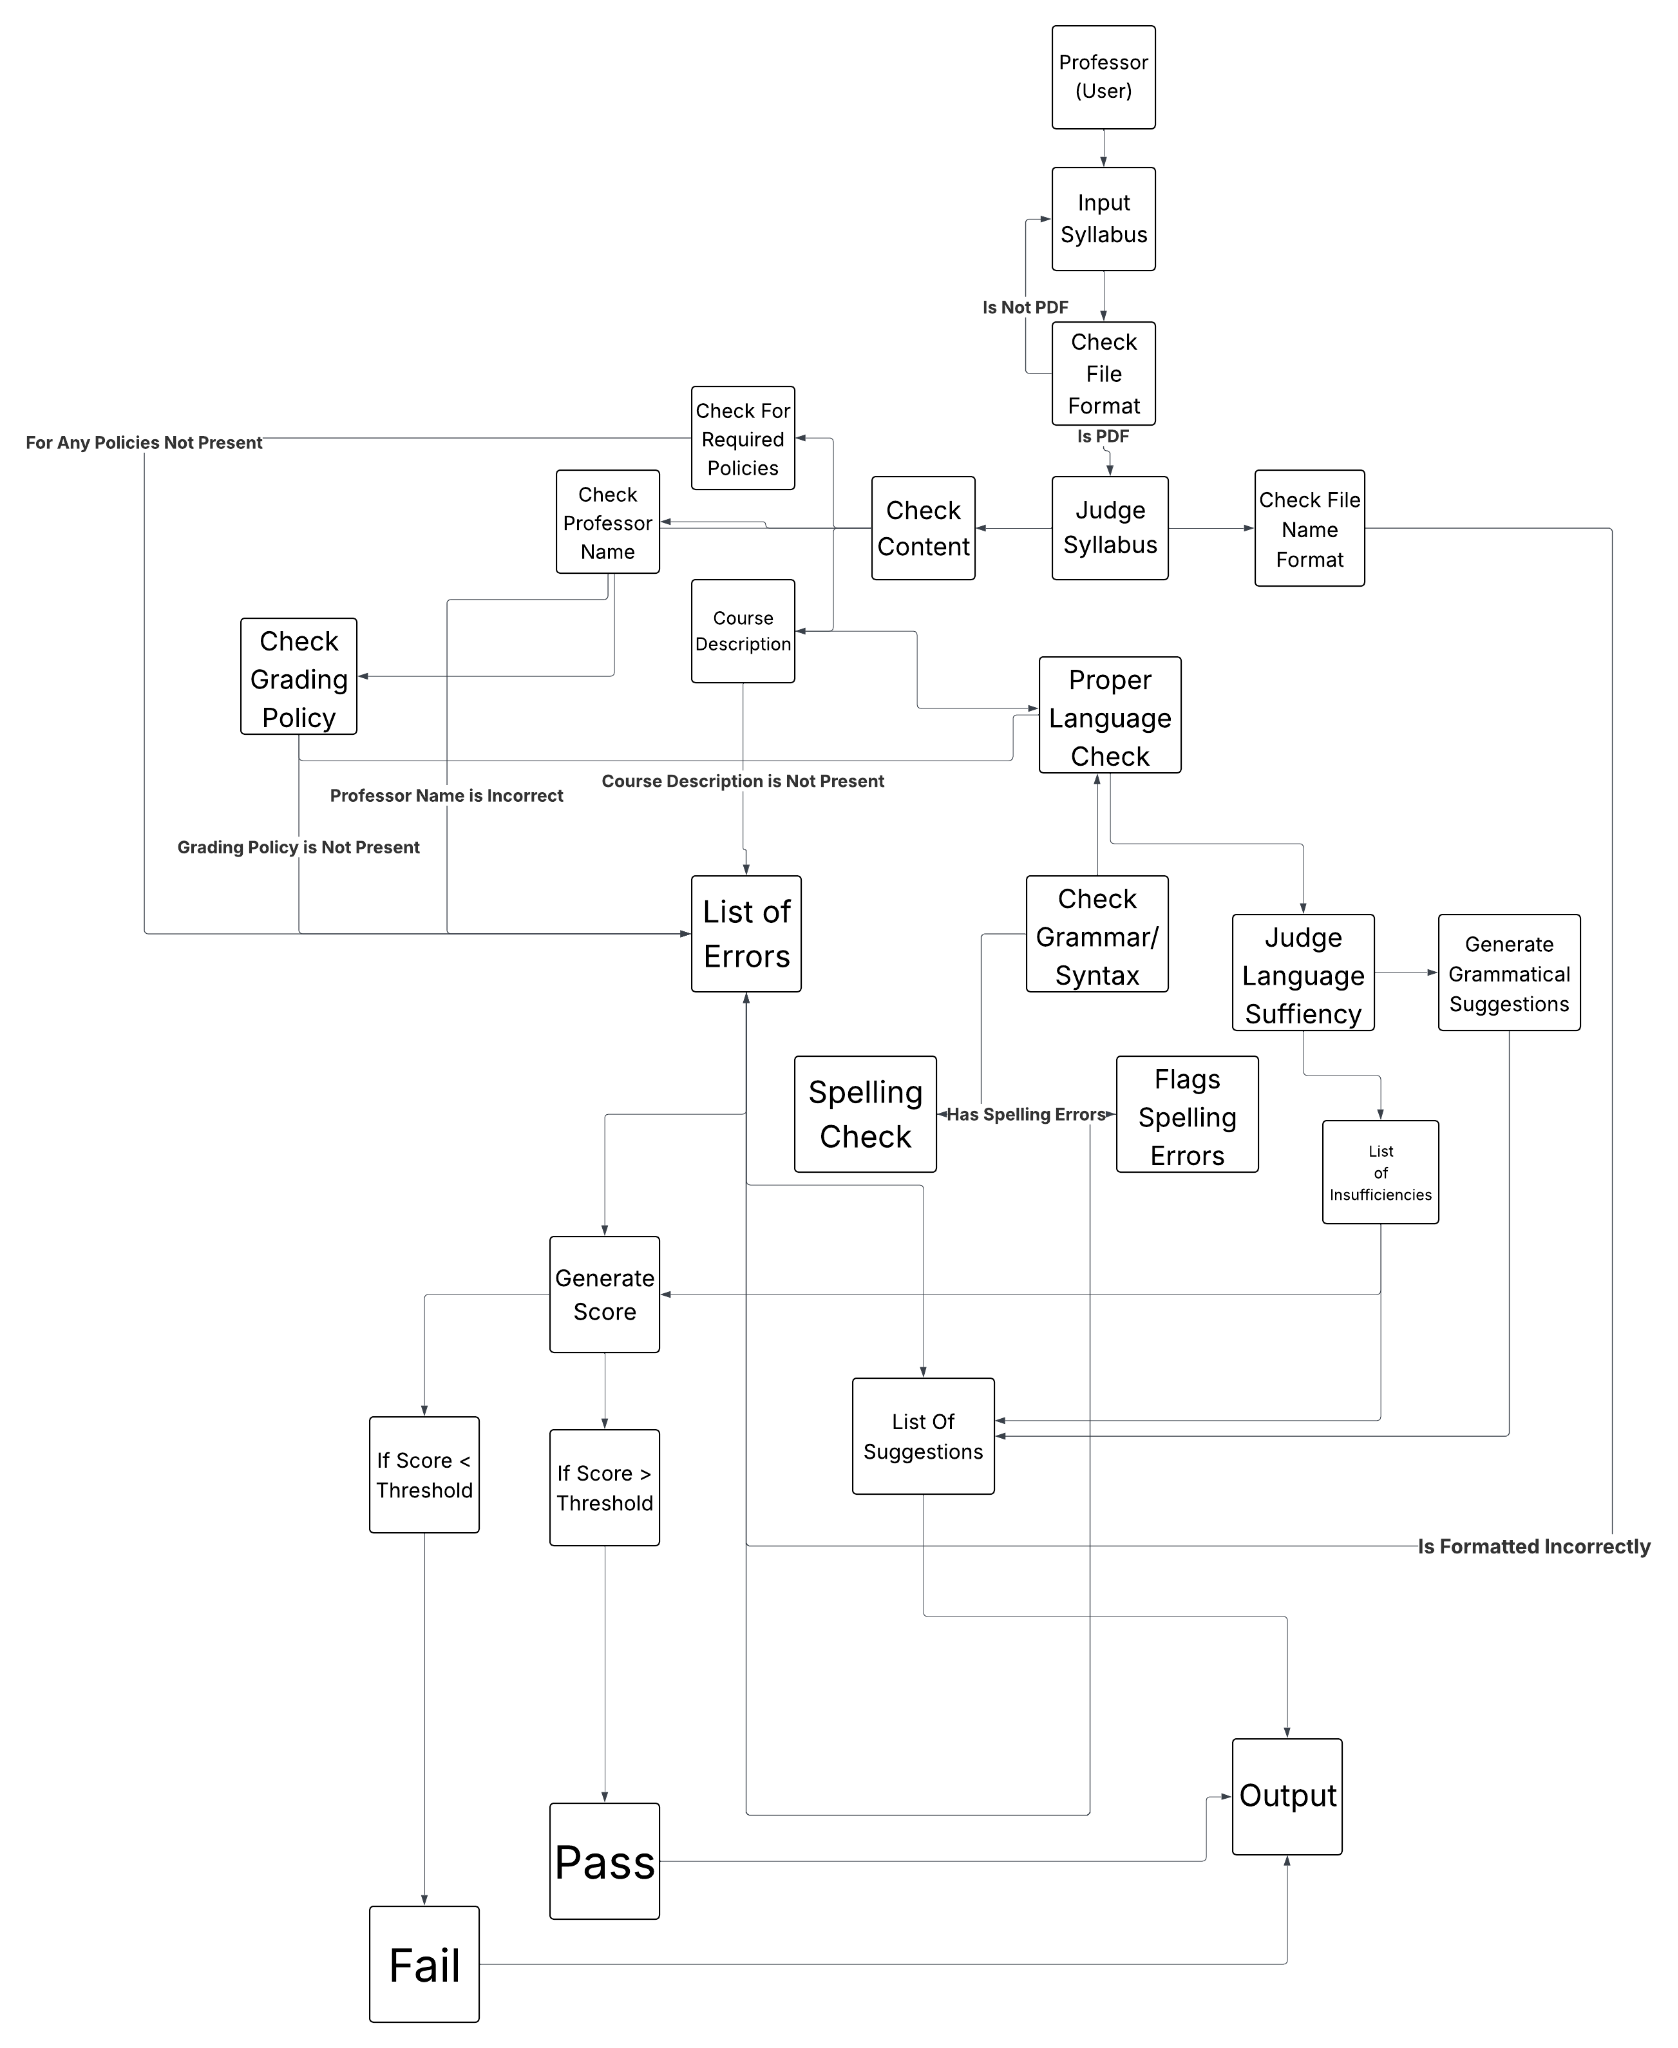 Professor
(User)
Input
Syllabus
Is Not PDF
Check
File
Format
Is PDF
Check For
Required
Policies
For Any Policies Not Present
Check
Professor
Name
Check
Content
Judge
Syllabus
Check File
Name
Format
Course
Description
Check
Grading
Policy
Proper
Language
Check
Course Description is Not Present
Professor Name is Incorrect
Grading Policy is Not Present
List of
Errors
Check
Grammar/
Syntax
Judge
Language
Suffiency
Generate
Grammatical
Suggestions
Spelling
Check
Has Spelling Errors
Flags
Spelling
Errors
List
of
Insufficiencies
Generate
Score
List Of
Suggestions
If Score <
Threshold
If Score >
Threshold
Is Formatted Incorrectly
Output
Pass
Fail